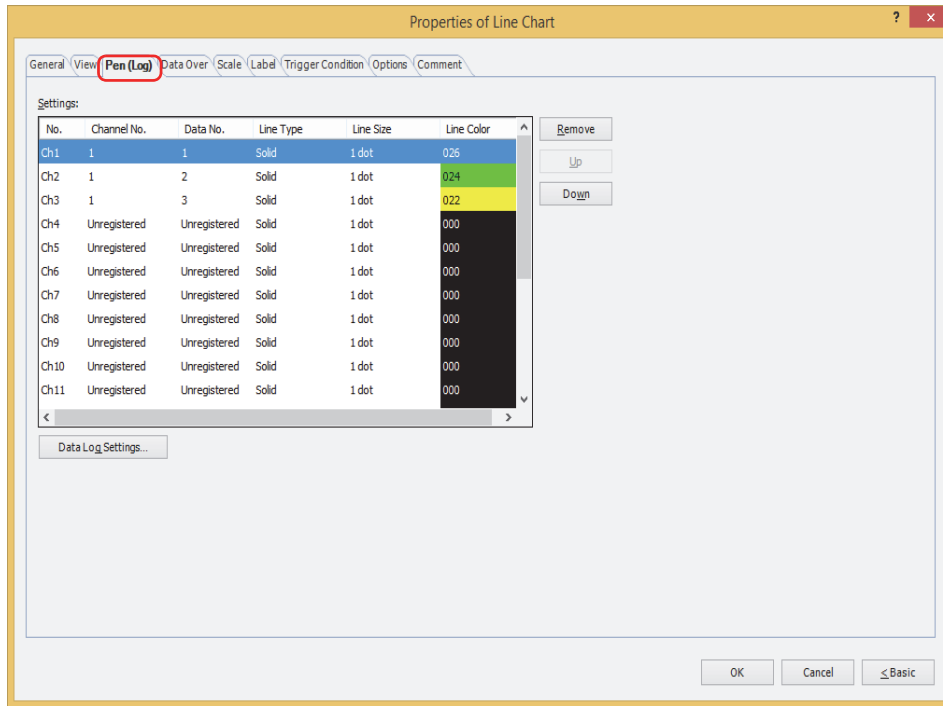 Properties of Line Chart
?
×
General View Pen (Log) Data Over Scale Label Trigger Condition Options Comment
Settings:
No. Channel No. Data No. Line Type Line Size Line Color
Ch1 1 1 Solid 1 dot 026
Ch2 1 2 Solid 1 dot 024
Ch3 1 3 Solid 1 dot 022
Ch4 Unregistered Unregistered Solid 1 dot 000
Ch5 Unregistered Unregistered Solid 1 dot 000
Ch6 Unregistered Unregistered Solid 1 dot 000
Ch7 Unregistered Unregistered Solid 1 dot 000
Ch8 Unregistered Unregistered Solid 1 dot 000
Ch9 Unregistered Unregistered Solid 1 dot 000
Ch10 Unregistered Unregistered Solid 1 dot 000
Ch11 Unregistered Unregistered Solid 1 dot 000
Remove
Up
Down
Data Log Settings...
OK Cancel < Basic